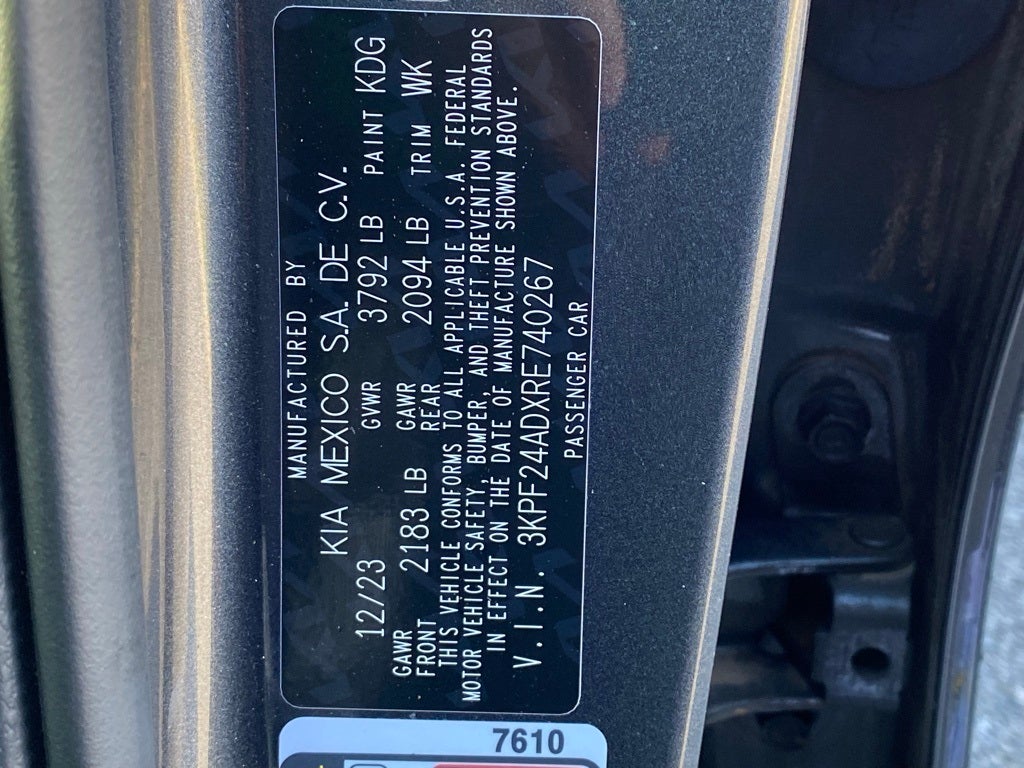 MANUFACTURED BY
KIA MEXICO S.A. DE C.V.
12/23 GVWR 3792 LB PAINT KDG
GAWR FRONT 2183 LB GAWR REAR 2094 LB TRIM WK
THIS VEHICLE CONFORMS TO ALL APPLICABLE U.S.A. FEDERAL
MOTOR VEHICLE SAFETY, BUMPER, AND THEFT PREVENTION STANDARDS
IN EFFECT ON THE DATE OF MANUFACTURE SHOWN ABOVE.
V.I.N. 3KPF24ADXRE740267
PASSENGER CAR
7610